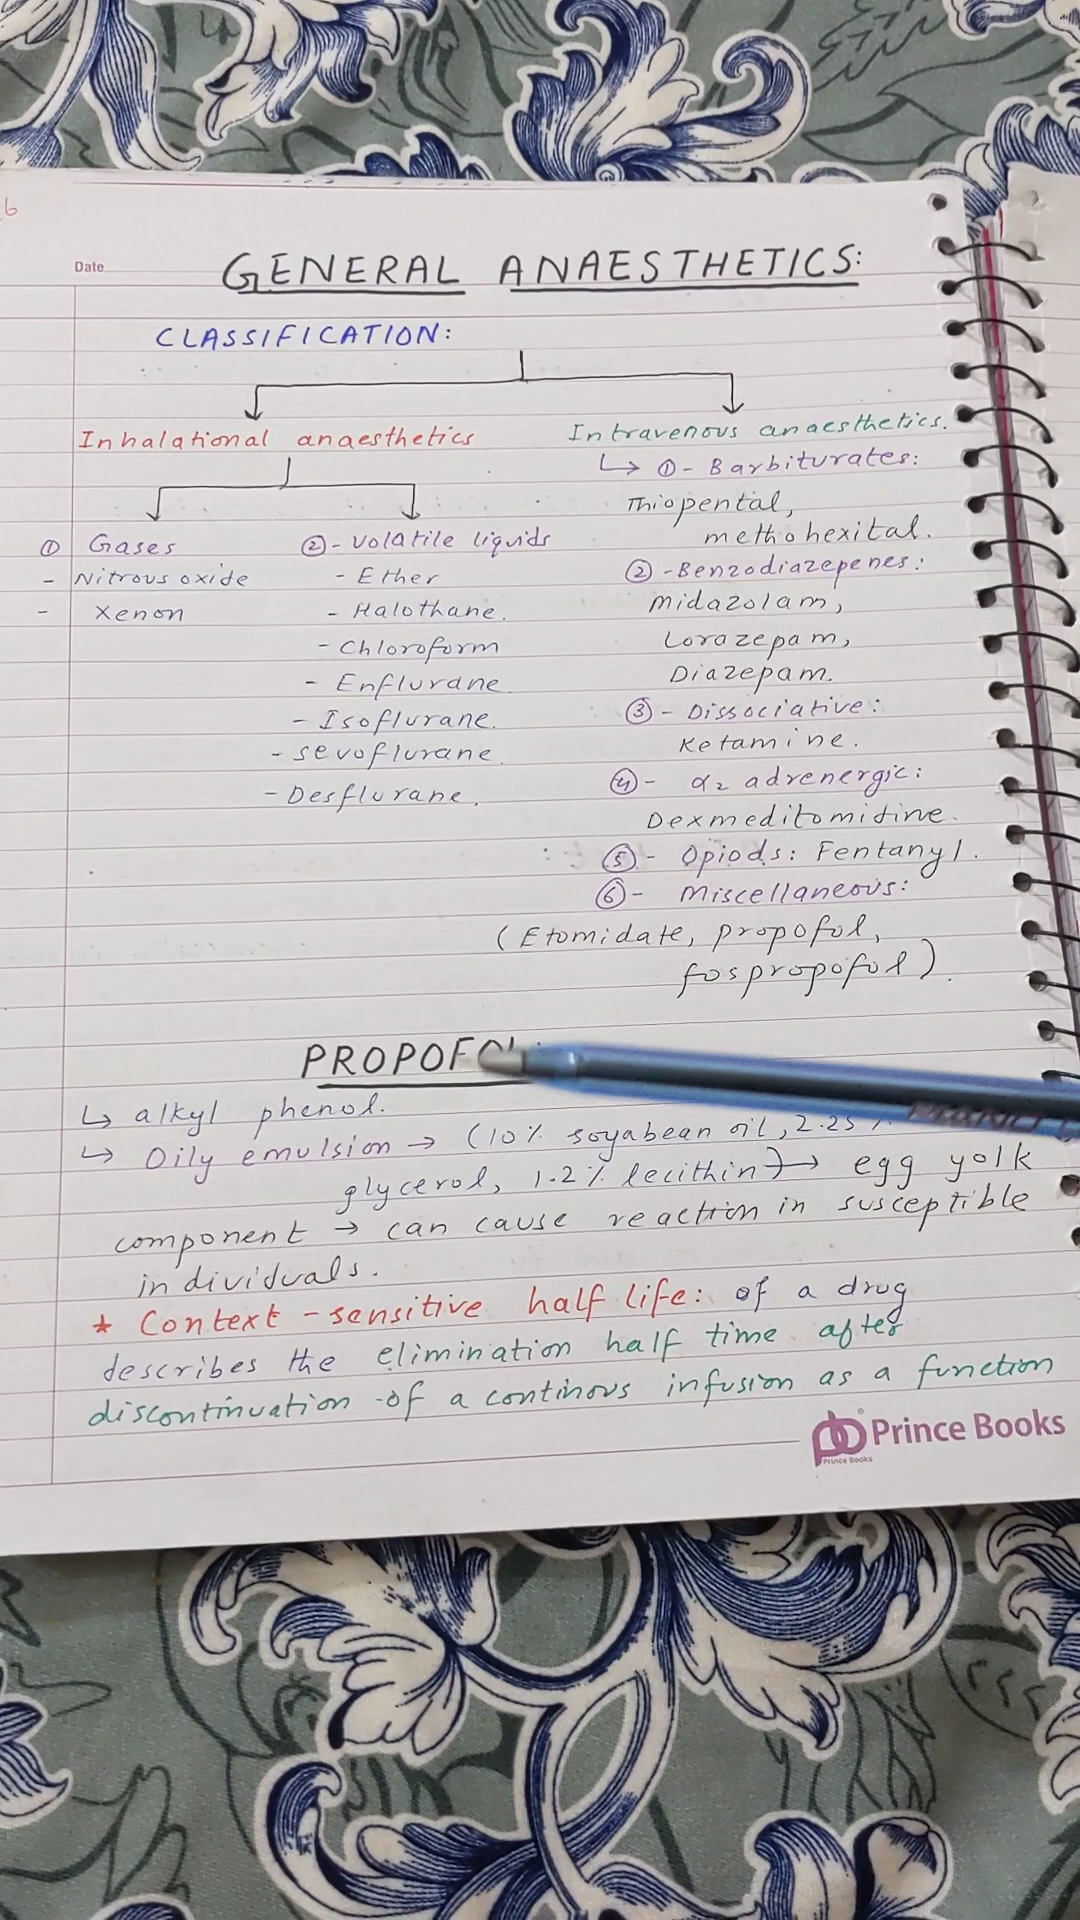 Date
GENERAL ANAESTHETICS:
CLASSIFICATION:
Inhalational anaesthetics
① Gases
- Nitrous oxide
- Xenon
②- Volatile liquids
- Ether
- Halothane.
- Chloroform
- Enflurane
- Isoflurane.
- sevoflurane.
- Desflurane.
Intravenous anaesthetics.
↳ ①- Barbiturates:
Thiopental,
methohexital.
②-Benzodiazepenes:
midazolam,
Lorazepam,
Diazepam.
③- Dissociative:
Ketamine.
④- α2 adrenergic:
Dexmeditomidine.
⑤- Opiods: Fentanyl.
⑥- Miscellaneous:
(Etomidate, propofol,
fospropofol).
↳ alkyl phenol.
↳ Oily emulsion → (10% soyabean oil, 2.25
glycerol, 1.2% lecithin) → egg yolk
component → can cause reaction in susceptible
individuals.
* Context-sensitive half life: of a drug
describes the elimination half time after
discontinuation of a continous infusion as a function
Prince Books
Prince Books